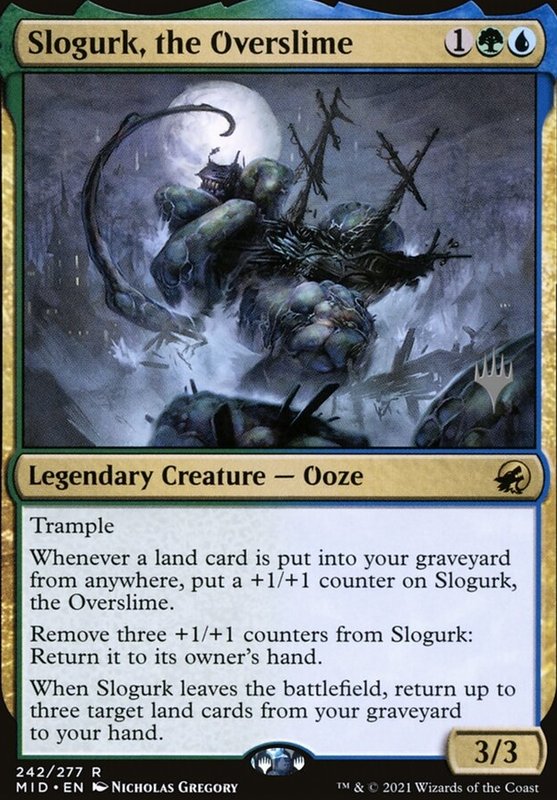 Slogurk, the Overslime 1
Legendary Creature — Ooze
Trample
Whenever a land card is put into your graveyard
from anywhere, put a +1/+1 counter on Slogurk,
the Overslime.
Remove three +1/+1 counters from Slogurk:
Return it to its owner's hand.
When Slogurk leaves the battlefield, return up to
three target land cards from your graveyard
to your hand.
3/3
242/277 R
MID • EN Nicholas Gregory
™ & © 2021 Wizards of the Coast